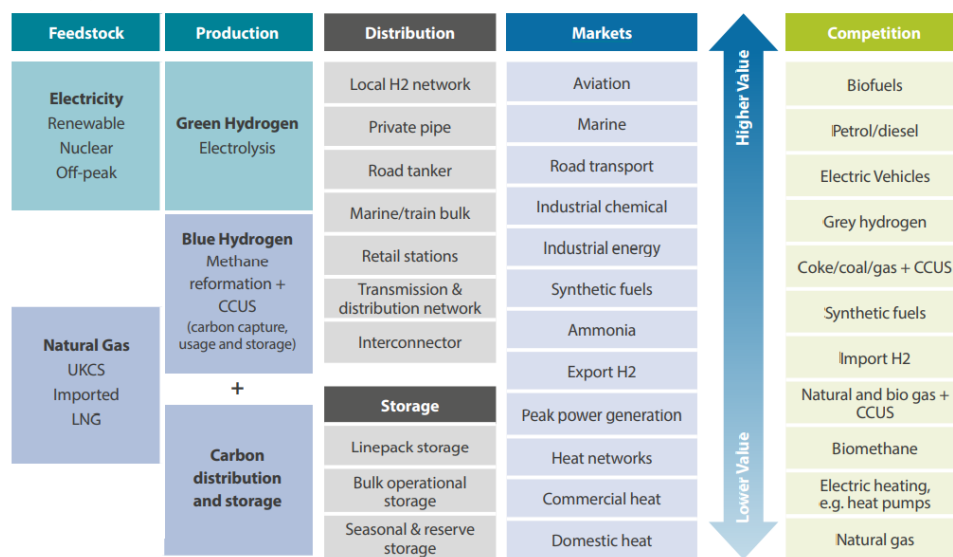 Feedstock
Electricity
Renewable
Nuclear
Off-peak
Natural Gas
UKCS
Imported
LNG
Production
Green Hydrogen
Electrolysis
Blue Hydrogen
Methane
reformation +
CCUS
(carbon capture,
usage and storage)
+
Carbon
distribution
and storage
Distribution
Local H2 network
Private pipe
Road tanker
Marine/train bulk
Retail stations
Transmission &
distribution network
Interconnector
Storage
Linepack storage
Bulk operational
storage
Seasonal & reserve
storage
Markets
Aviation
Marine
Road transport
Industrial chemical
Industrial energy
Synthetic fuels
Ammonia
Export H2
Peak power generation
Heat networks
Commercial heat
Domestic heat
Higher Value
Lower Value
Competition
Biofuels
Petrol/diesel
Electric Vehicles
Grey hydrogen
Coke/coal/gas + CCUS
Synthetic fuels
Import H2
Natural and bio gas +
CCUS
Biomethane
Electric heating,
e.g. heat pumps
Natural gas